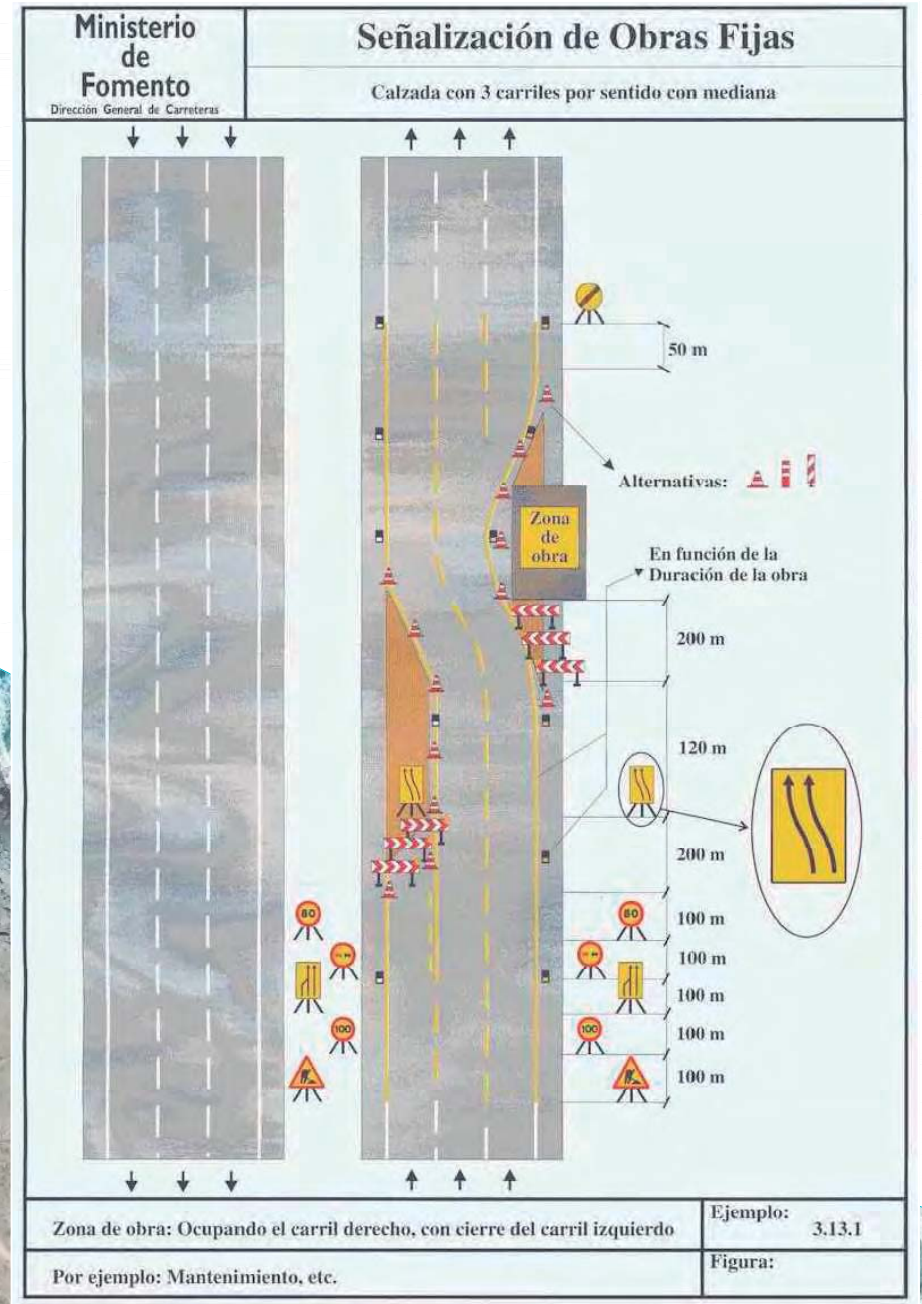 Ministerio
de
Fomento
Dirección General de Carreteras
Señalización de Obras Fijas
Calzada con 3 carriles por sentido con mediana
50 m
Alternativas:
Zona
de
obra
En función de la
Duración de la obra
200 m
120 m
200 m
80
80
100 m
100 m
100 m
100
100
100 m
100 m
Zona de obra: Ocupando el carril derecho, con cierre del carril izquierdo
Ejemplo:
3.13.1
Por ejemplo: Mantenimiento, etc.
Figura: